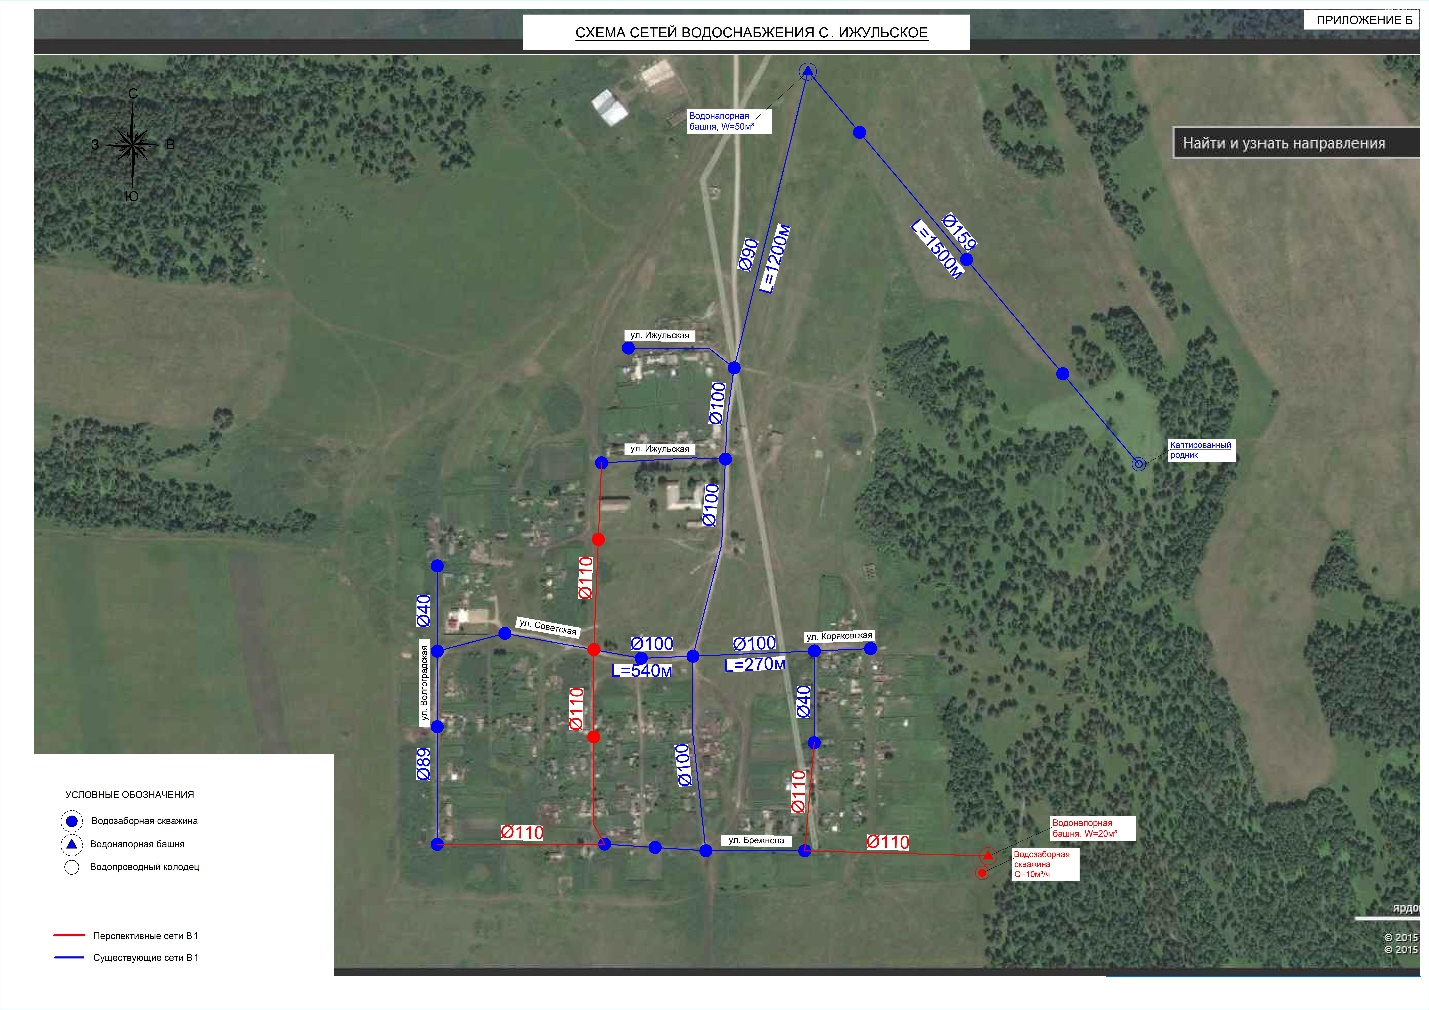 ПРИЛОЖЕНИЕ Б
СХЕМА СЕТЕЙ ВОДОСНАБЖЕНИЯ С. ИЖУЛЬСКОЕ
С
З
В
Ю
Водонапорная
башня, W=50м³
Найти и узнать направления
Ø90
L=1200м
Ø159
L=1500м
ул. Ижульская
Ø100
ул. Ижульская
Каптированный
родник
Ø100
Ø110
Ø40
ул. Советская
Ø100
L=540м
Ø100
L=270м
ул. Коряковская
ул. Волгоградская
Ø110
Ø40
Ø89
Ø100
Ø110
Ø110
ул.
Ø110
Водонапорная
башня, W=20м³
Водозаборная
скважина
Q=10м³/ч
УСЛОВНЫЕ ОБОЗНАЧЕНИЯ
Водозаборная скважина
Водонапорная башня
Водопроводный колодец
Перспективные сети В1
Существующие сети В1
ярдо
© 2015
© 2015